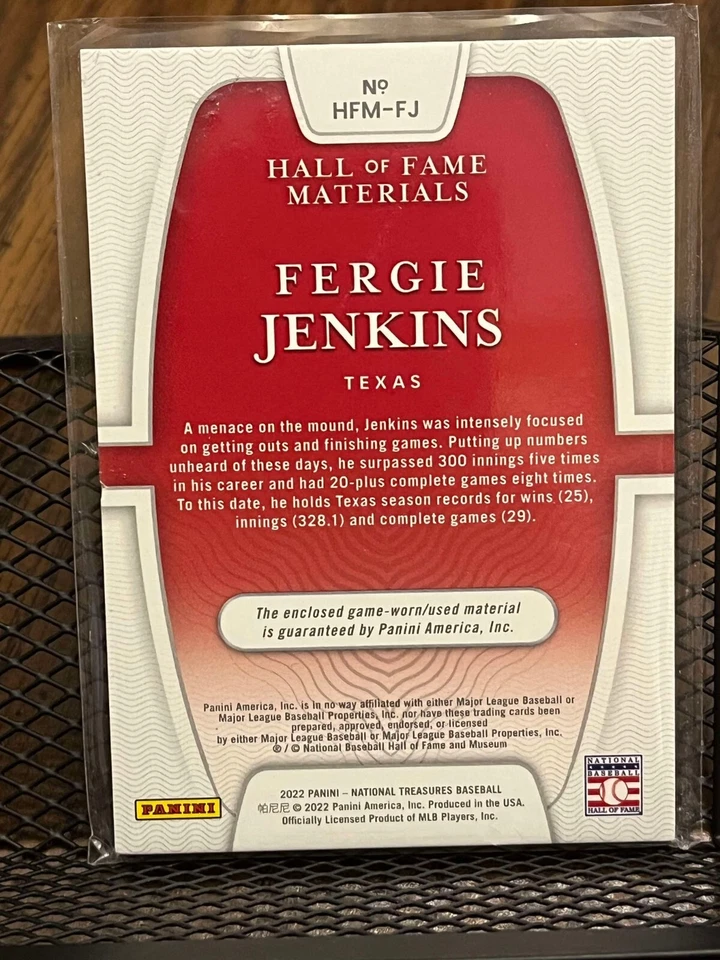 Nº
HFM-FJ
HALL OF FAME
MATERIALS
FERGIE
JENKINS
TEXAS
A menace on the mound, Jenkins was intensely focused
on getting outs and finishing games. Putting up numbers
unheard of these days, he surpassed 300 innings five times
in his career and had 20-plus complete games eight times.
To this date, he holds Texas season records for wins (25),
innings (328.1) and complete games (29).
The enclosed game-worn/used material
is guaranteed by Panini America, Inc.
Panini America, Inc. is in no way affiliated with either Major League Baseball or
Major League Baseball Properties, Inc. nor have these trading cards been
prepared, approved, endorsed, or licensed
by either Major League Baseball or Major League Baseball Properties, Inc.
® / © National Baseball Hall of Fame and Museum
2022 PANINI – NATIONAL TREASURES BASEBALL
帕尼尼 © 2022 Panini America, Inc. Produced in the USA.
Officially Licensed Product of MLB Players, Inc.
PANINI
NATIONAL
BASEBALL
HALL OF FAME